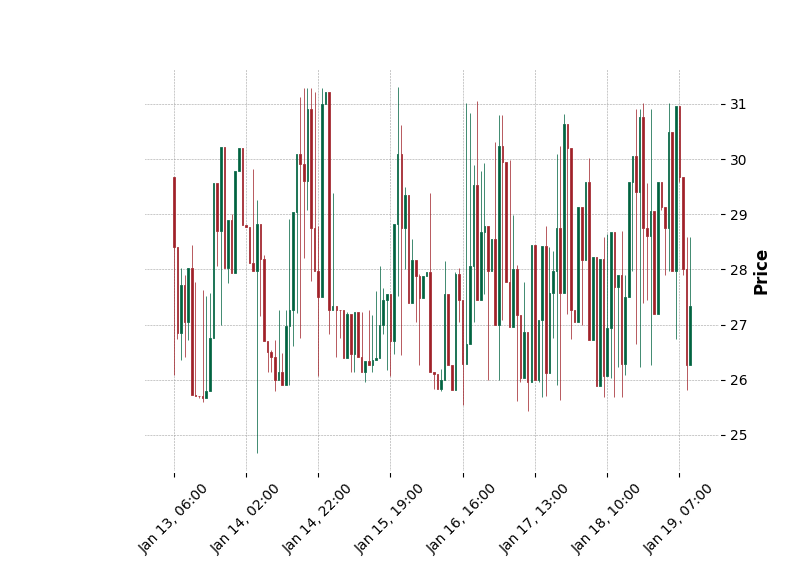 31
30
29
28
27
26
25
Price
Jan 13, 06:00
Jan 14, 02:00
Jan 14, 22:00
Jan 15, 19:00
Jan 16, 16:00
Jan 17, 13:00
Jan 18, 10:00
Jan 19, 07:00